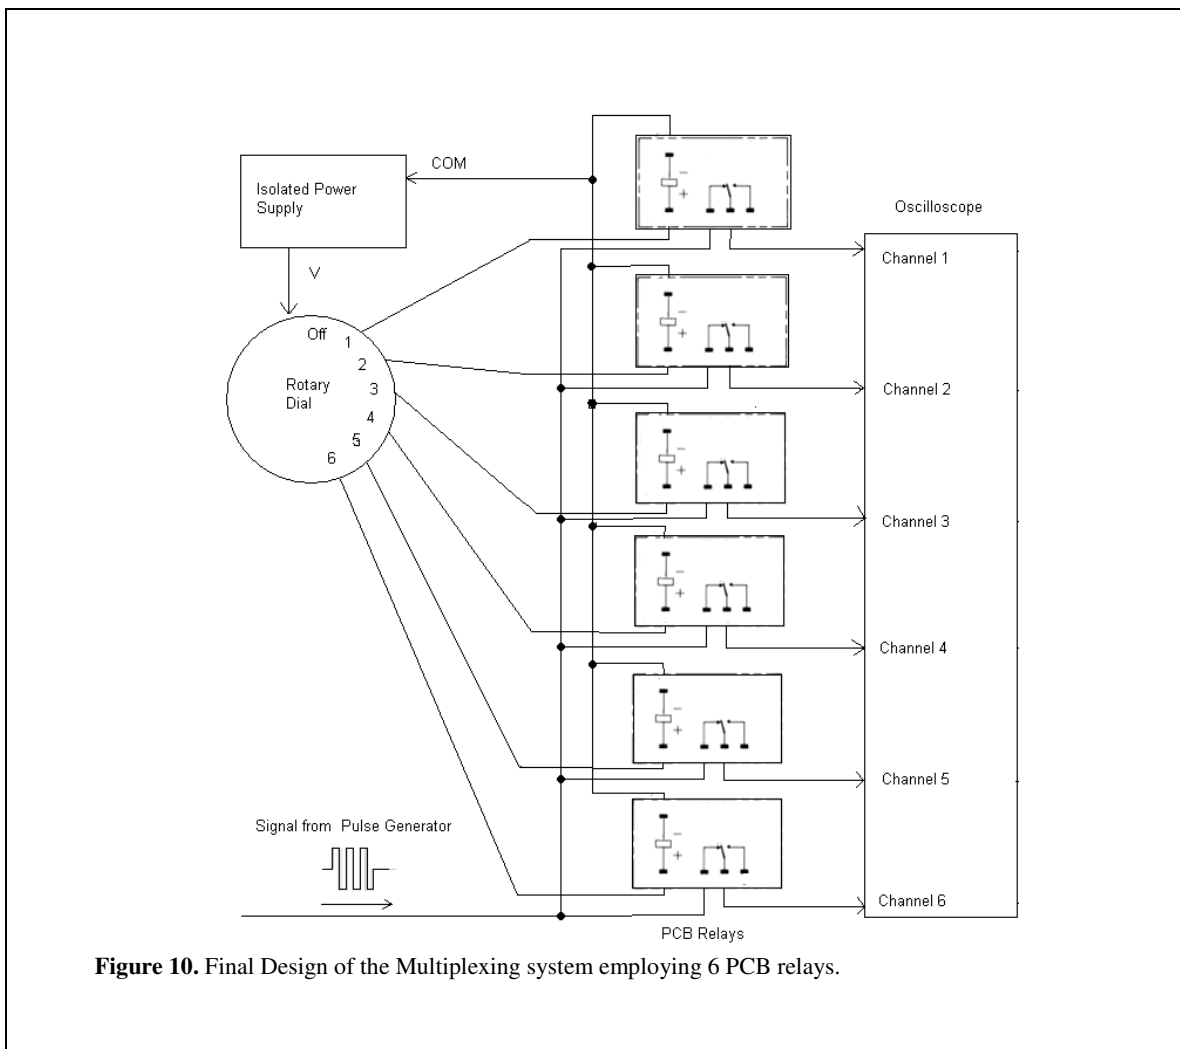 COM
Isolated Power
Supply
V
Oscilloscope
Off
1
2
3
4
5
6
Rotary
Dial
− +
− +
− +
− +
− +
− +
Channel 1
Channel 2
Channel 3
Channel 4
Channel 5
Channel 6
Signal from Pulse Generator
PCB Relays
Figure 10. Final Design of the Multiplexing system employing 6 PCB relays.